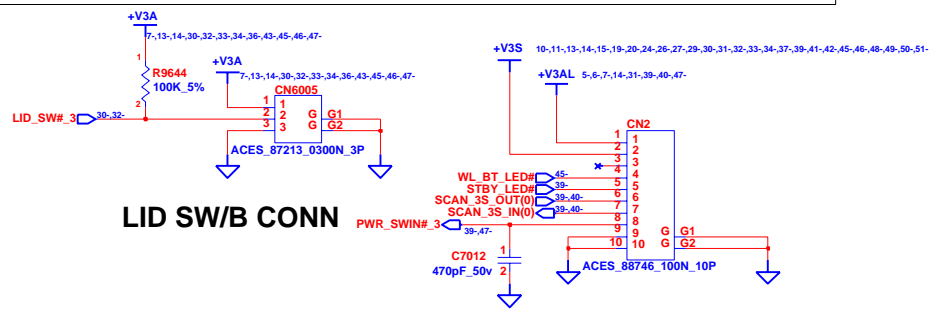 +V3A
7-,13-,14-,30-,32-,33-,34-,36-,43-,45-,46-,47-
1
R9644
100K_5%
2
+V3A
7-,13-,14-,30-,32-,33-,34-,36-,43-,45-,46-,47-
CN6005
1 1
2 2
3 3
G G1
G G2
LID_SW#_3 30-,32-
ACES_87213_0300N_3P
LID SW/B CONN
+V3S
10-,11-,13-,14-,15-,19-,20-,24-,26-,27-,29-,30-,31-,32-,33-,34-,37-,39-,41-,42-,45-,46-,48-,49-,50-,51-
+V3AL
5-,6-,7-,14-,31-,39-,40-,47-
CN2
1 1
2 2
3 3
WL_BT_LED# 45- 4 4
STBY_LED# 39- 5 5
SCAN_3S_OUT(0) 39-,40- 6 6
SCAN_3S_IN(0) 39-,40- 7 7
PWR_SWIN#_3 39-,47- 8 8
9 9
10 10
G G1
G G2
C7012
1
470pF_50v 2
ACES_88746_100N_10P